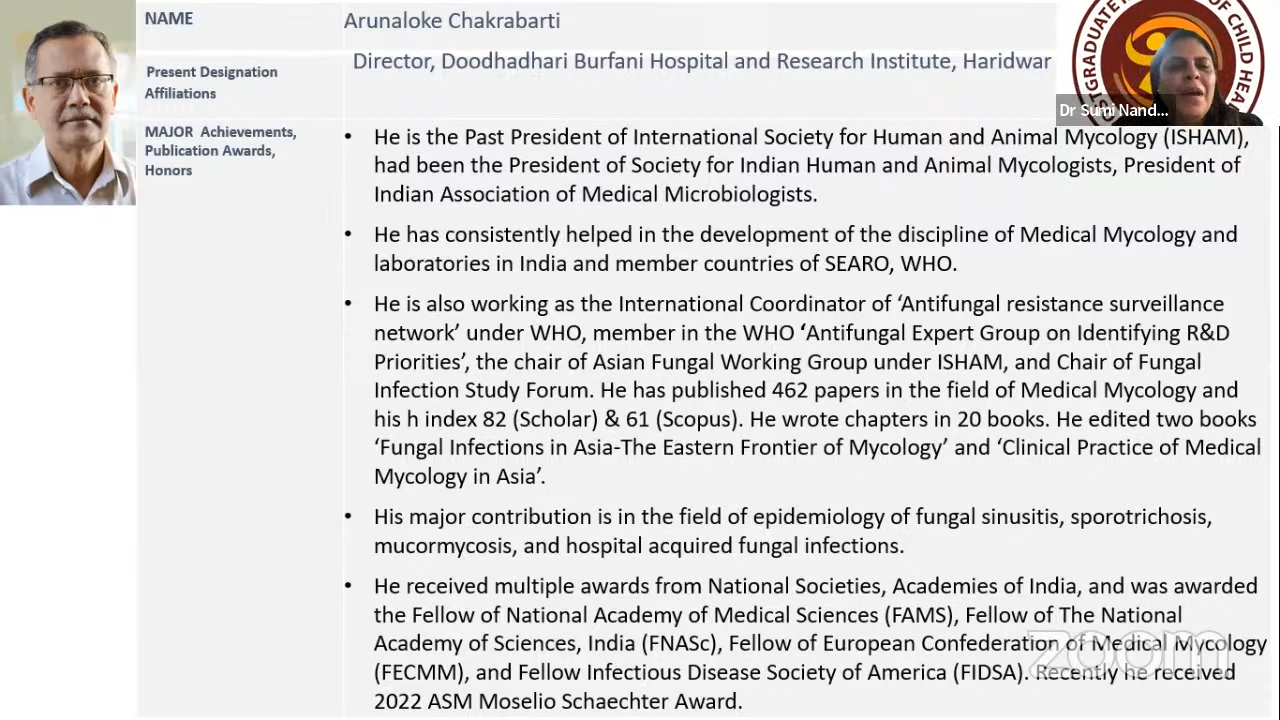 NAME
Arunaloke Chakrabarti
Present Designation
Affiliations
Director, Doodhadhari Burfani Hospital and Research Institute, Haridwar
MAJOR Achievements,
Publication Awards,
Honors
• He is the Past President of International Society for Human and Animal Mycology (ISHAM),
had been the President of Society for Indian Human and Animal Mycologists, President of
Indian Association of Medical Microbiologists.
• He has consistently helped in the development of the discipline of Medical Mycology and
laboratories in India and member countries of SEARO, WHO.
• He is also working as the International Coordinator of ‘Antifungal resistance surveillance
network’ under WHO, member in the WHO ‘Antifungal Expert Group on Identifying R&D
Priorities’, the chair of Asian Fungal Working Group under ISHAM, and Chair of Fungal
Infection Study Forum. He has published 462 papers in the field of Medical Mycology and
his h index 82 (Scholar) & 61 (Scopus). He wrote chapters in 20 books. He edited two books
‘Fungal Infections in Asia-The Eastern Frontier of Mycology’ and ‘Clinical Practice of Medical
Mycology in Asia’.
• His major contribution is in the field of epidemiology of fungal sinusitis, sporotrichosis,
mucormycosis, and hospital acquired fungal infections.
• He received multiple awards from National Societies, Academies of India, and was awarded
the Fellow of National Academy of Medical Sciences (FAMS), Fellow of The National
Academy of Sciences, India (FNASc), Fellow of European Confederation of Medical Mycology
(FECMM), and Fellow Infectious Disease Society of America (FIDSA). Recently he received
2022 ASM Moselio Schaechter Award.
OF CHILD HEA
Dr Sumi Nand...
zoom